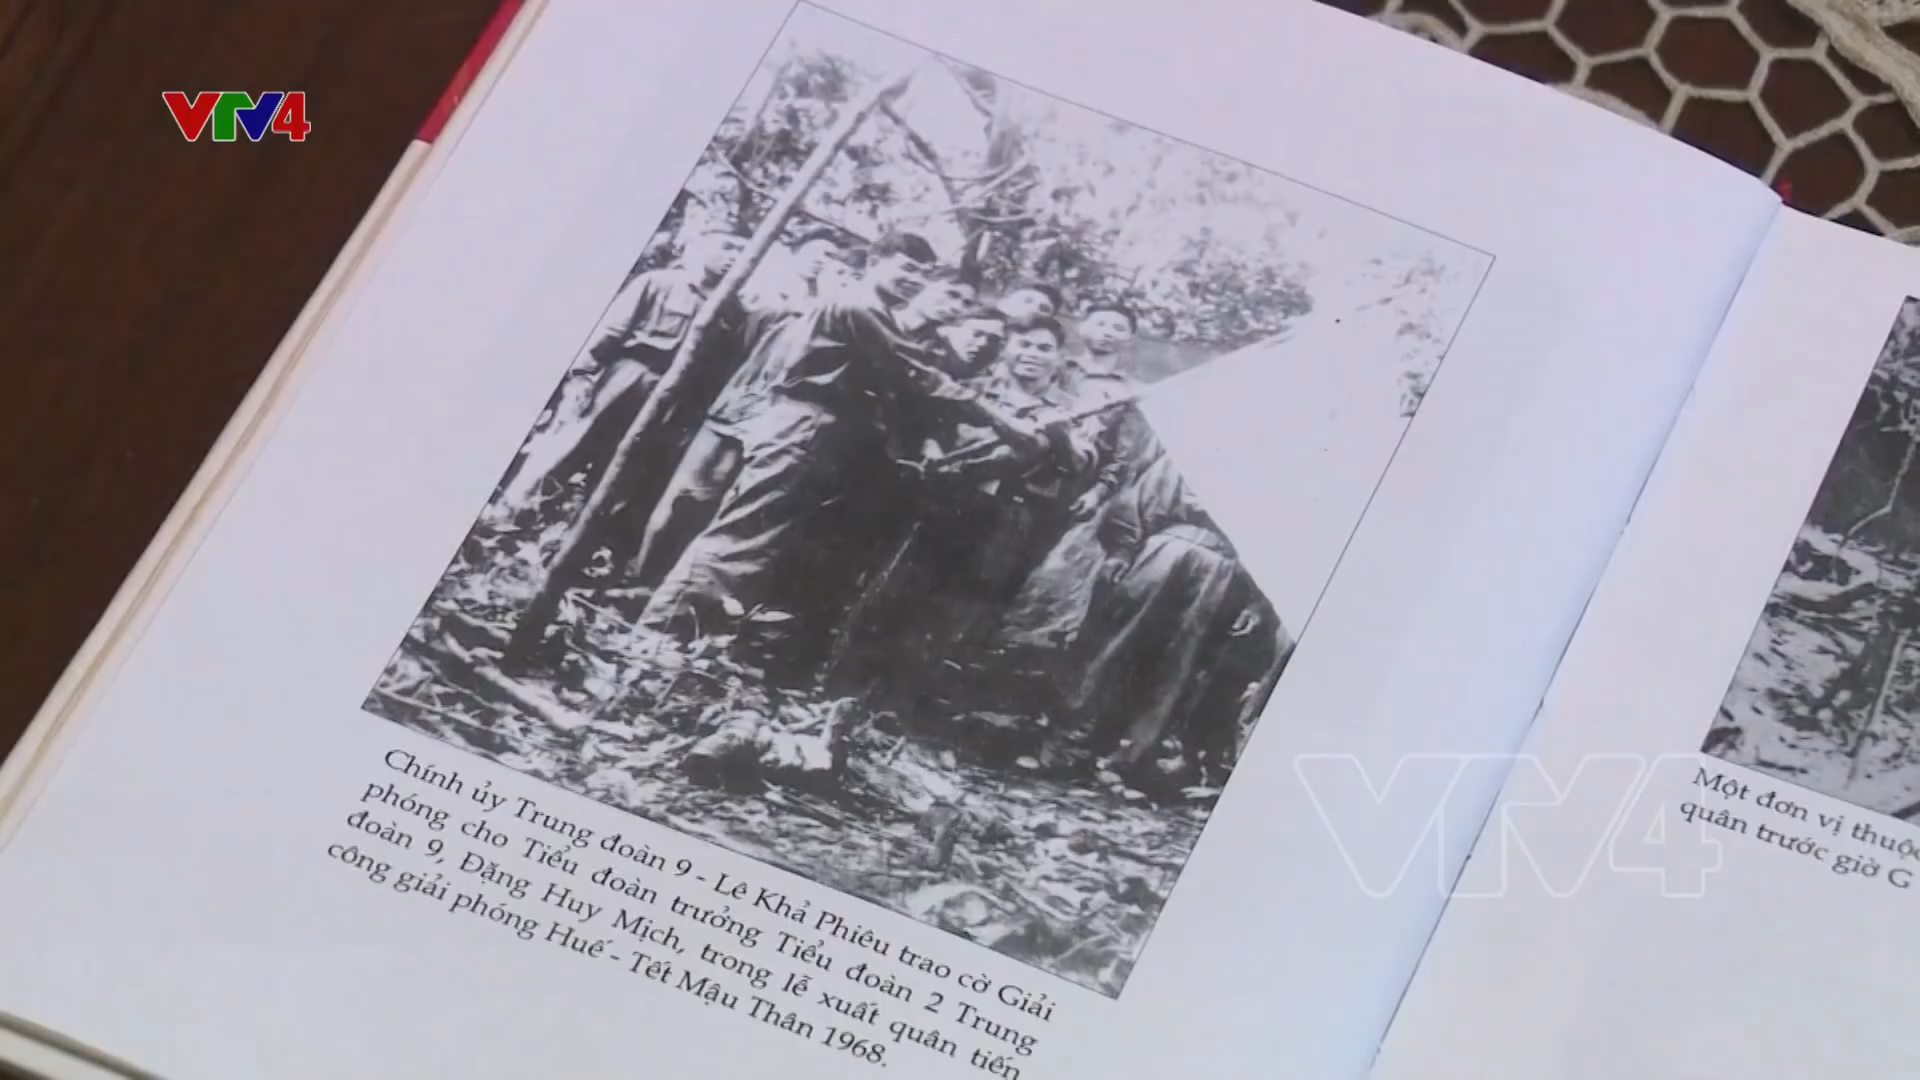 VTV4
Chính ủy Trung đoàn 9 - Lê Khả Phiêu trao cờ Giải
phóng cho Tiểu đoàn trưởng Tiểu đoàn 2 Trung
đoàn 9, Đặng Huy Mịch, trong lễ xuất quân tiến
công giải phóng Huế - Tết Mậu Thân 1968.
Một đơn vị thuộc
quân trước giờ G
VTV4